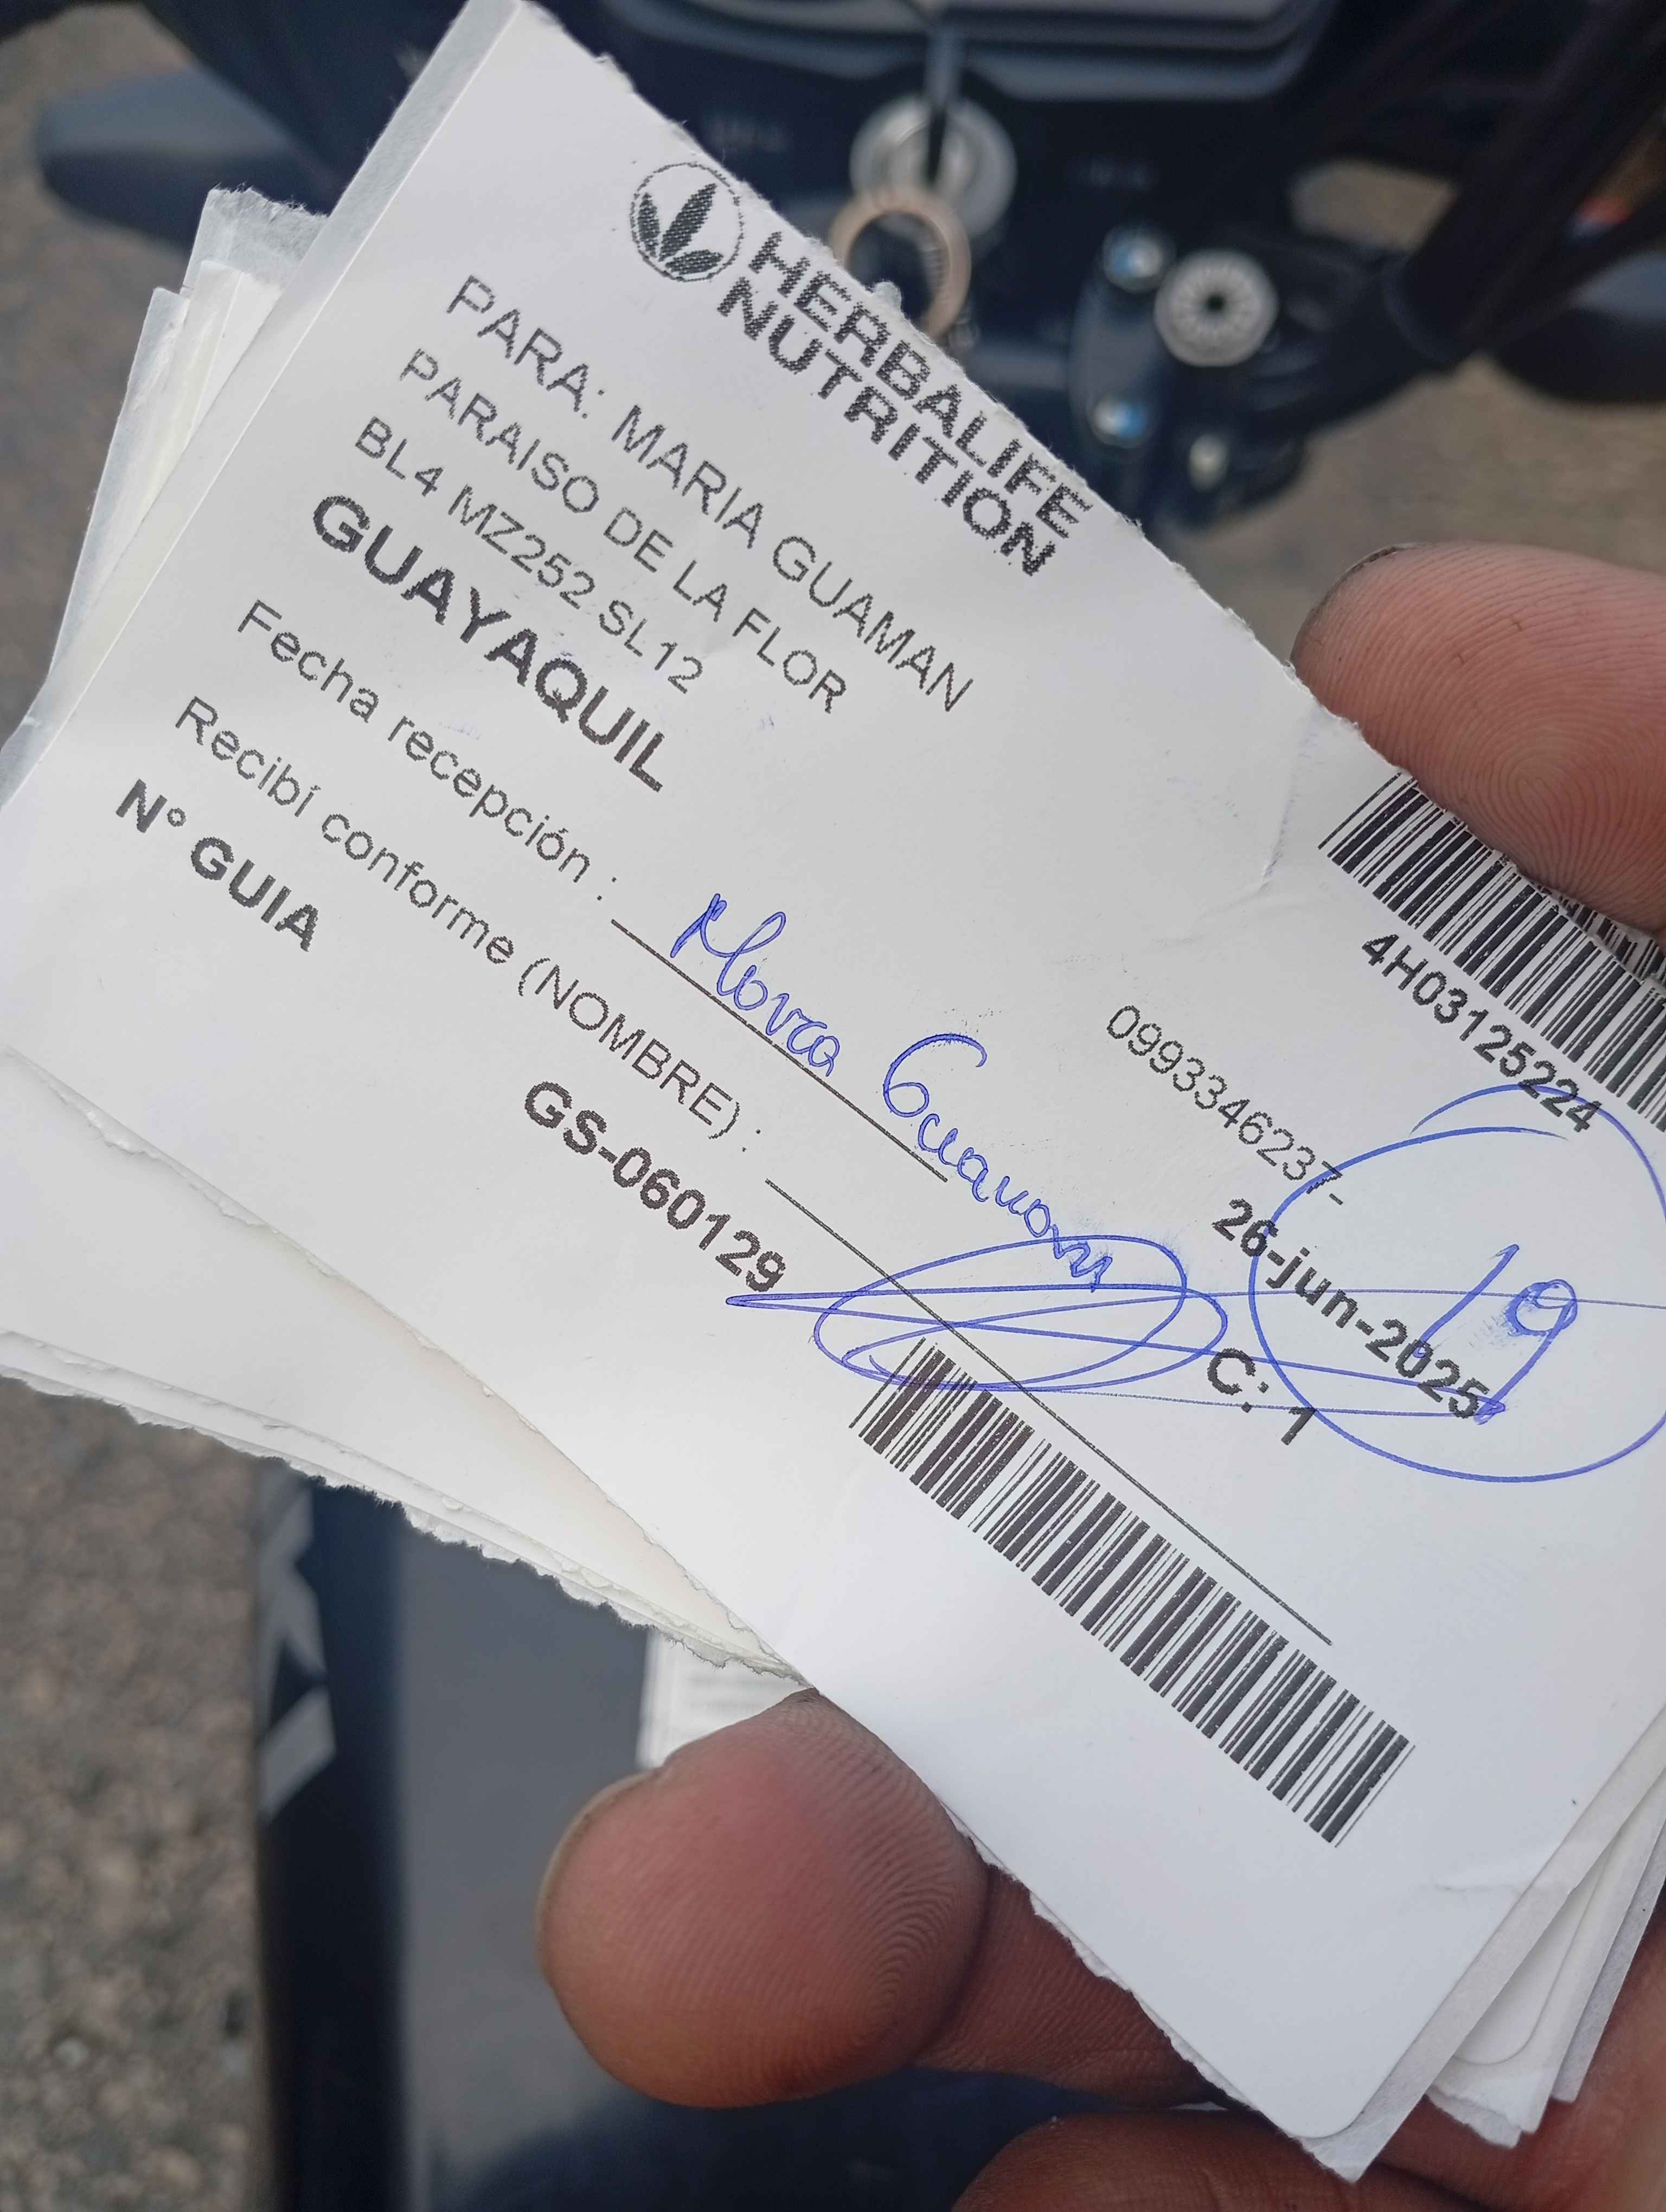 HERBALIFE
NUTRITION
PARA: MARIA GUAMAN
PARAISO DE LA FLOR
BL4 MZ252 SL12
GUAYAQUIL
4H03125224
0993346237-
26-jun-2025
19
C: 1
Fecha recepción :
Maria Guaman
Recibí conforme (NOMBRE) :
Nº GUIA GS-060129